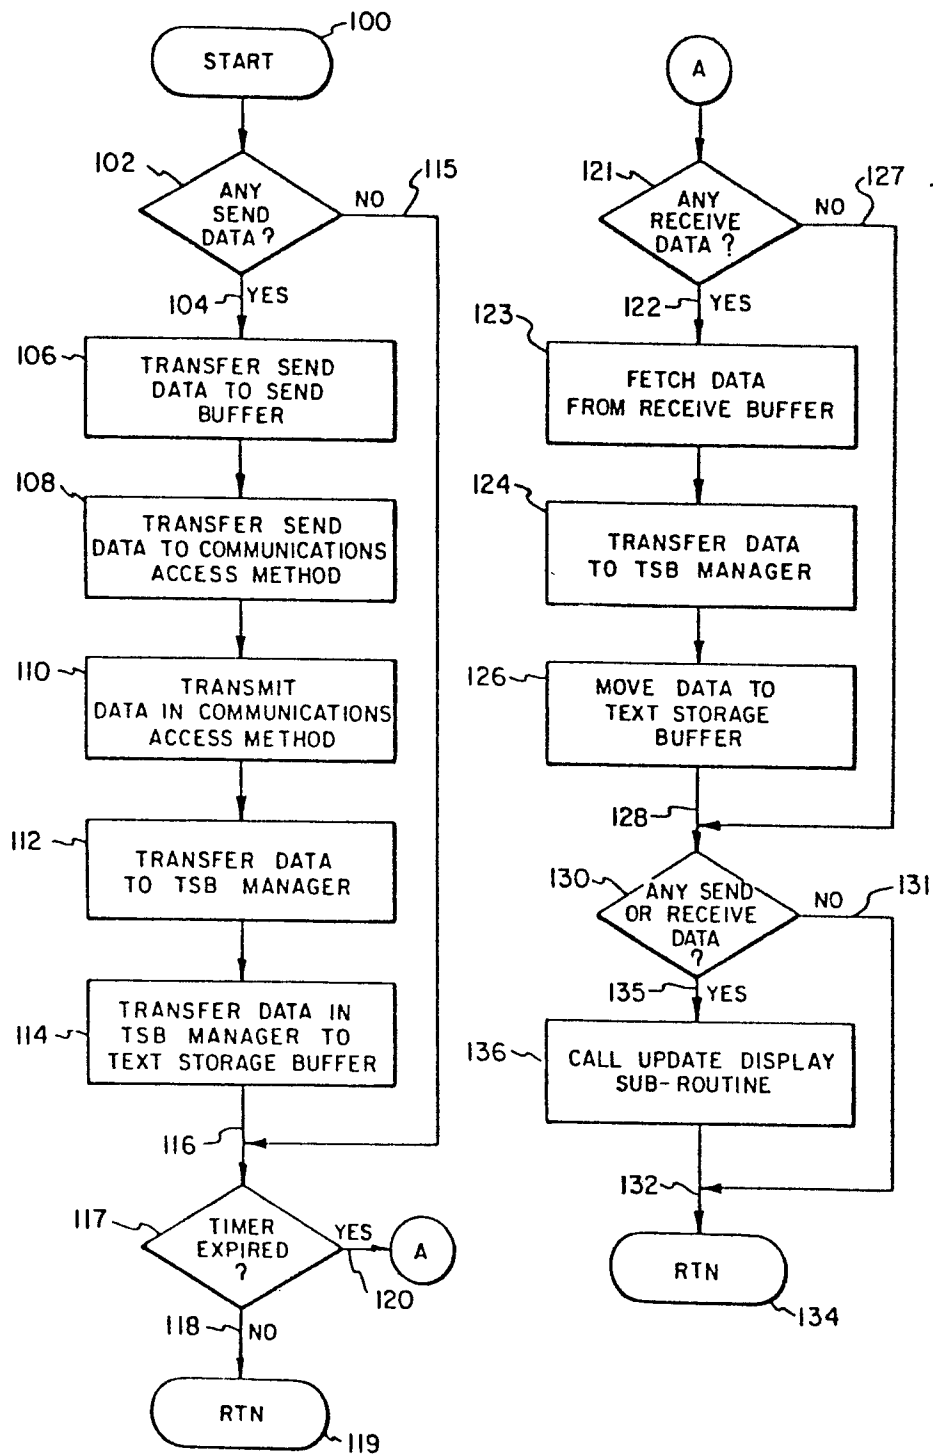 100
START
102
ANY
SEND
DATA?
NO
115
104
YES
106
TRANSFER SEND
DATA TO SEND
BUFFER
108
TRANSFER SEND
DATA TO COMMUNICATIONS
ACCESS METHOD
110
TRANSMIT
DATA IN COMMUNICATIONS
ACCESS METHOD
112
TRANSFER DATA
TO TSB MANAGER
114
TRANSFER DATA IN
TSB MANAGER TO
TEXT STORAGE BUFFER
116
117
TIMER
EXPIRED
?
YES
120
A
118
NO
RTN
119
A
121
ANY
RECEIVE
DATA?
NO
127
122
YES
123
FETCH DATA
FROM RECEIVE BUFFER
124
TRANSFER DATA
TO TSB MANAGER
126
MOVE DATA TO
TEXT STORAGE
BUFFER
128
130
ANY SEND
OR RECEIVE
DATA
?
NO
131
135
YES
136
CALL UPDATE DISPLAY
SUB-ROUTINE
132
RTN
134